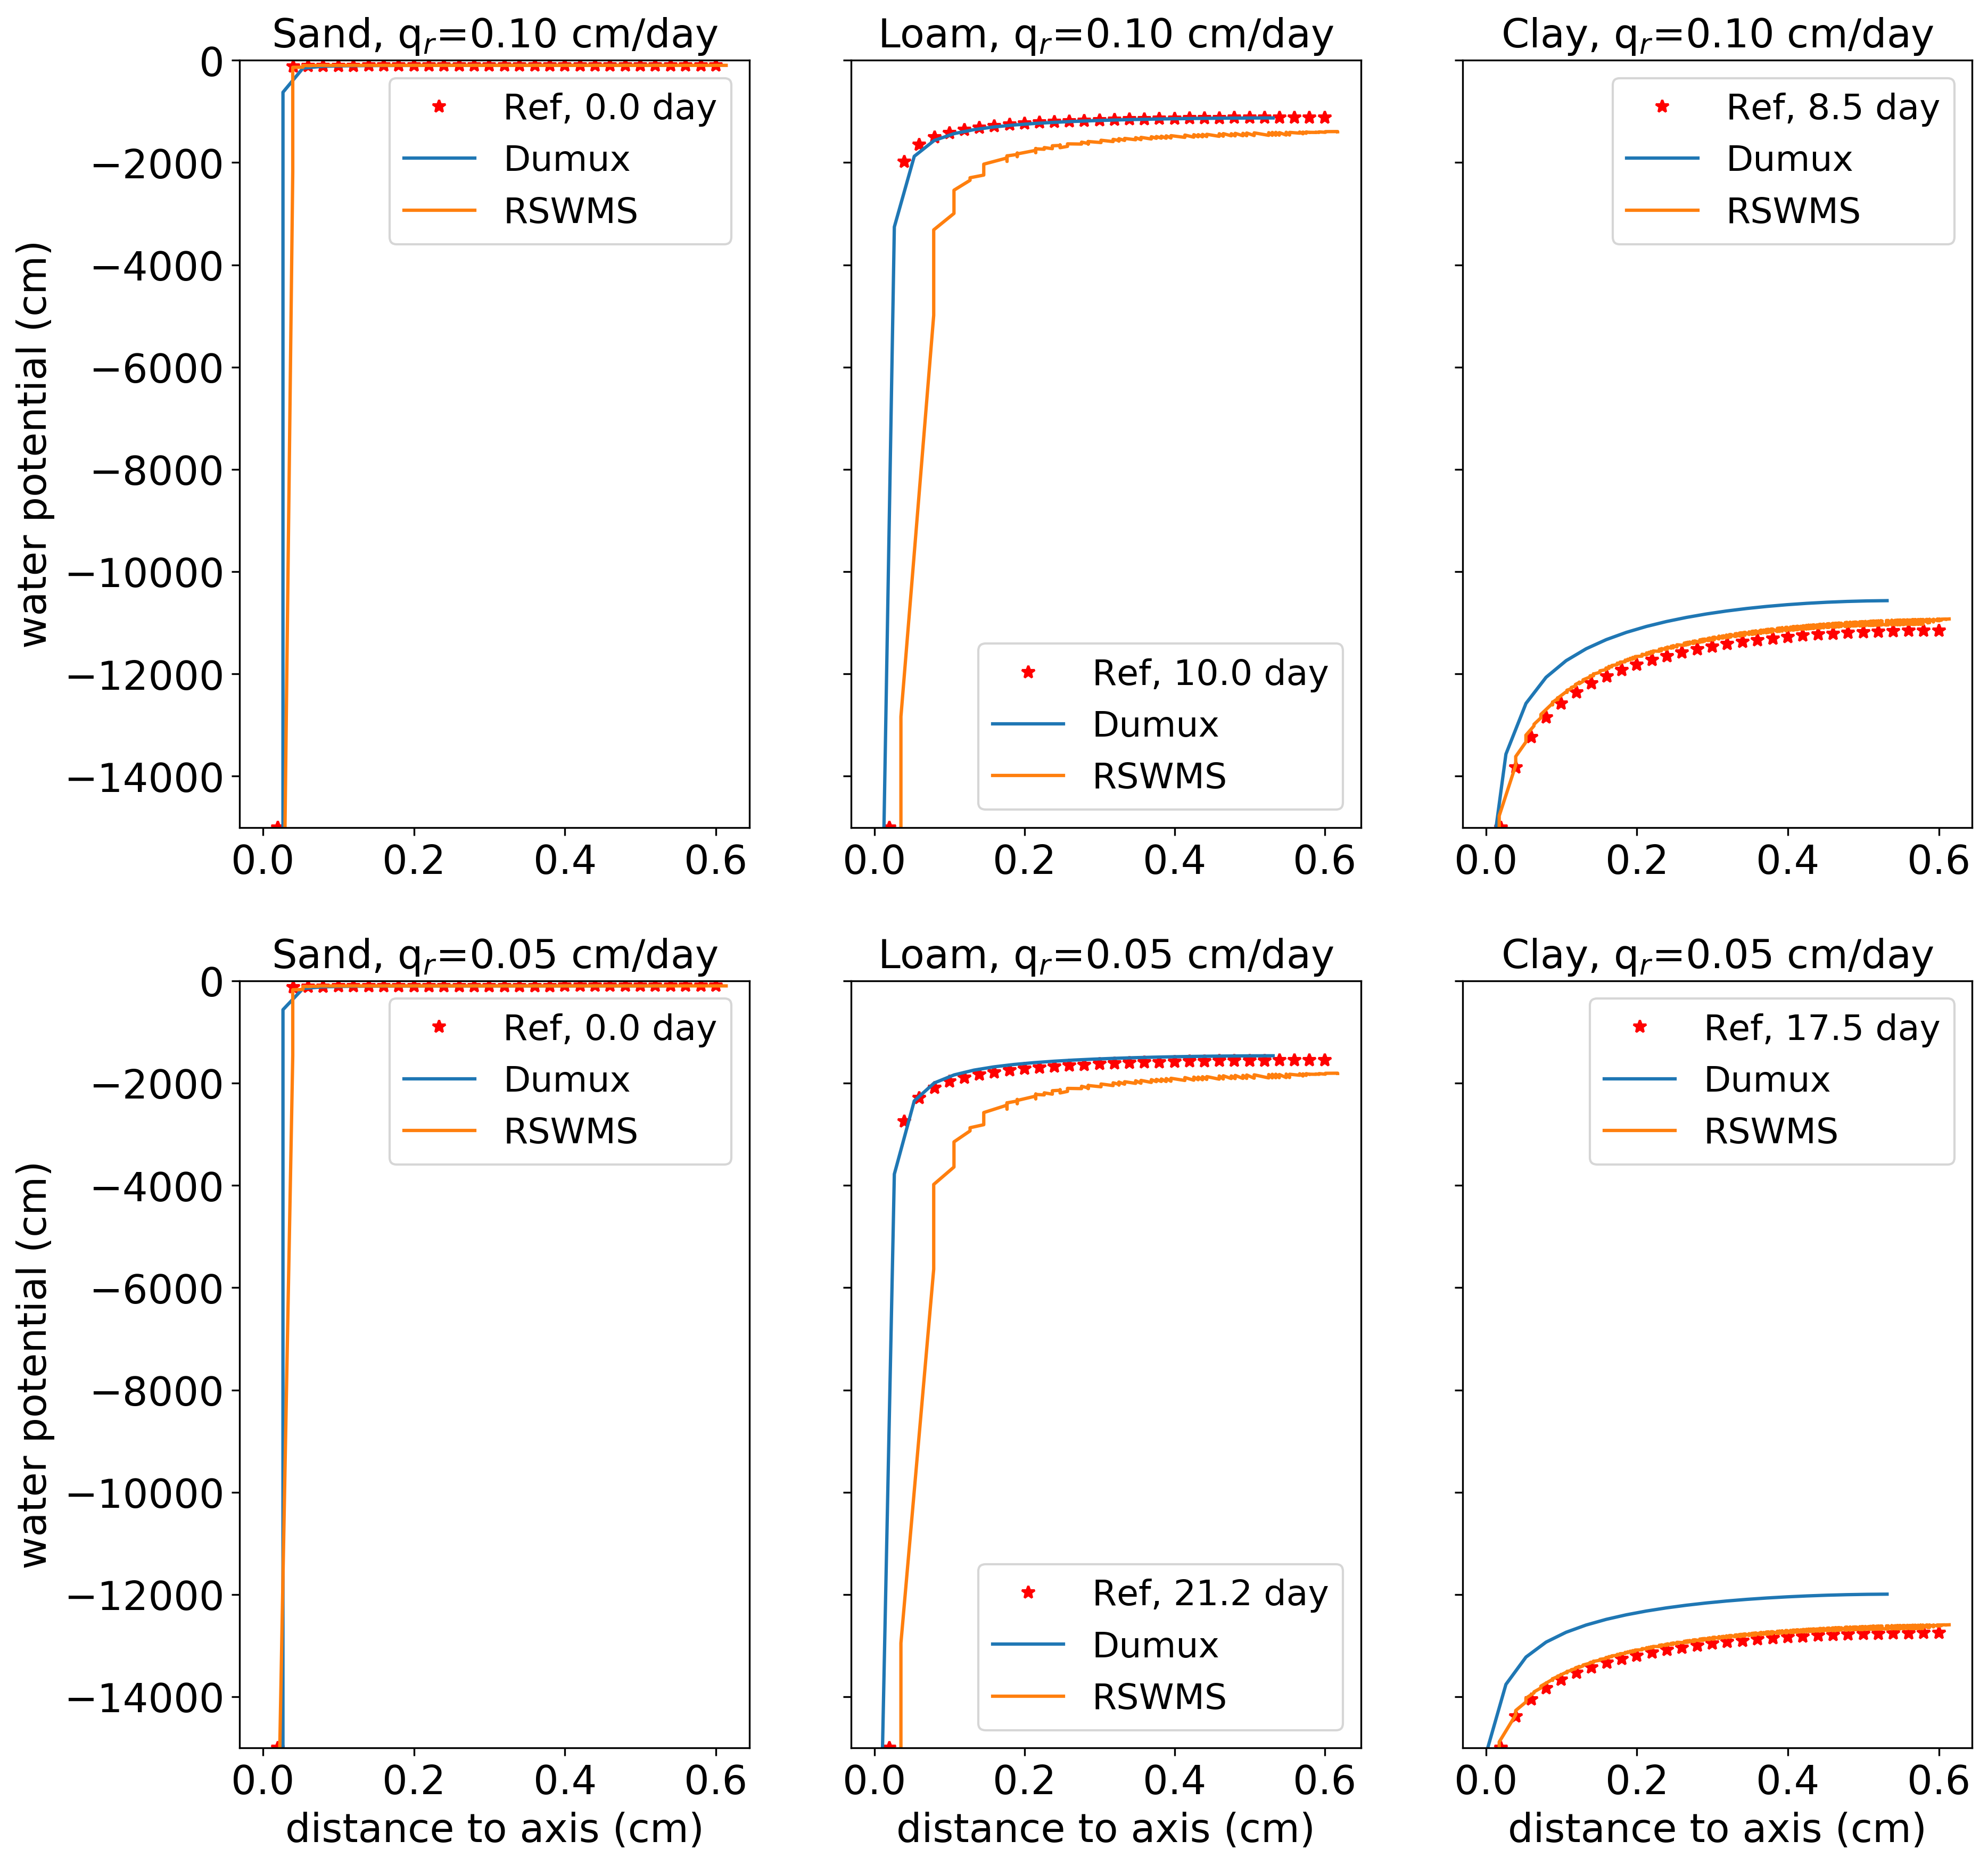 Sand, qr=0.10 cm/day
Loam, qr=0.10 cm/day
Clay, qr=0.10 cm/day
water potential (cm)
0
−2000
−4000
−6000
−8000
−10000
−12000
−14000
Ref, 0.0 day
Dumux
RSWMS
0.0 0.2 0.4 0.6
Ref, 10.0 day
Dumux
RSWMS
0.0 0.2 0.4 0.6
Ref, 8.5 day
Dumux
RSWMS
0.0 0.2 0.4 0.6
Sand, qr=0.05 cm/day
Loam, qr=0.05 cm/day
Clay, qr=0.05 cm/day
water potential (cm)
0
−2000
−4000
−6000
−8000
−10000
−12000
−14000
Ref, 0.0 day
Dumux
RSWMS
0.0 0.2 0.4 0.6
distance to axis (cm)
Ref, 21.2 day
Dumux
RSWMS
0.0 0.2 0.4 0.6
distance to axis (cm)
Ref, 17.5 day
Dumux
RSWMS
0.0 0.2 0.4 0.6
distance to axis (cm)